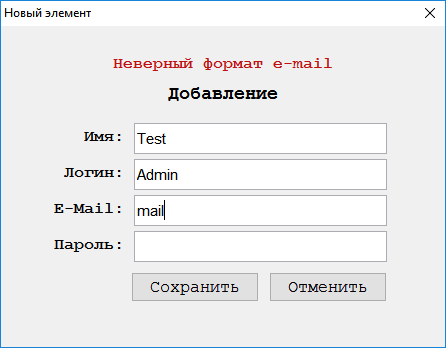 Новый элемент
Неверный формат e-mail
Добавление
Имя: Test
Логин: Admin
E-Mail: mail
Пароль:
Сохранить Отменить